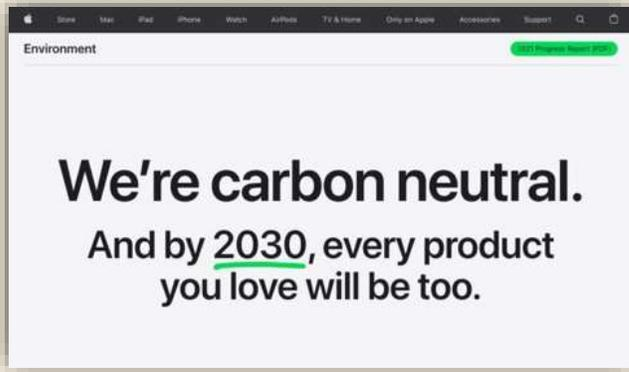 Store Mac iPad iPhone Watch AirPods TV & Home Only on Apple Accessories Support
Environment
2021 Progress Report (PDF)
We're carbon neutral.
And by 2030, every product
you love will be too.